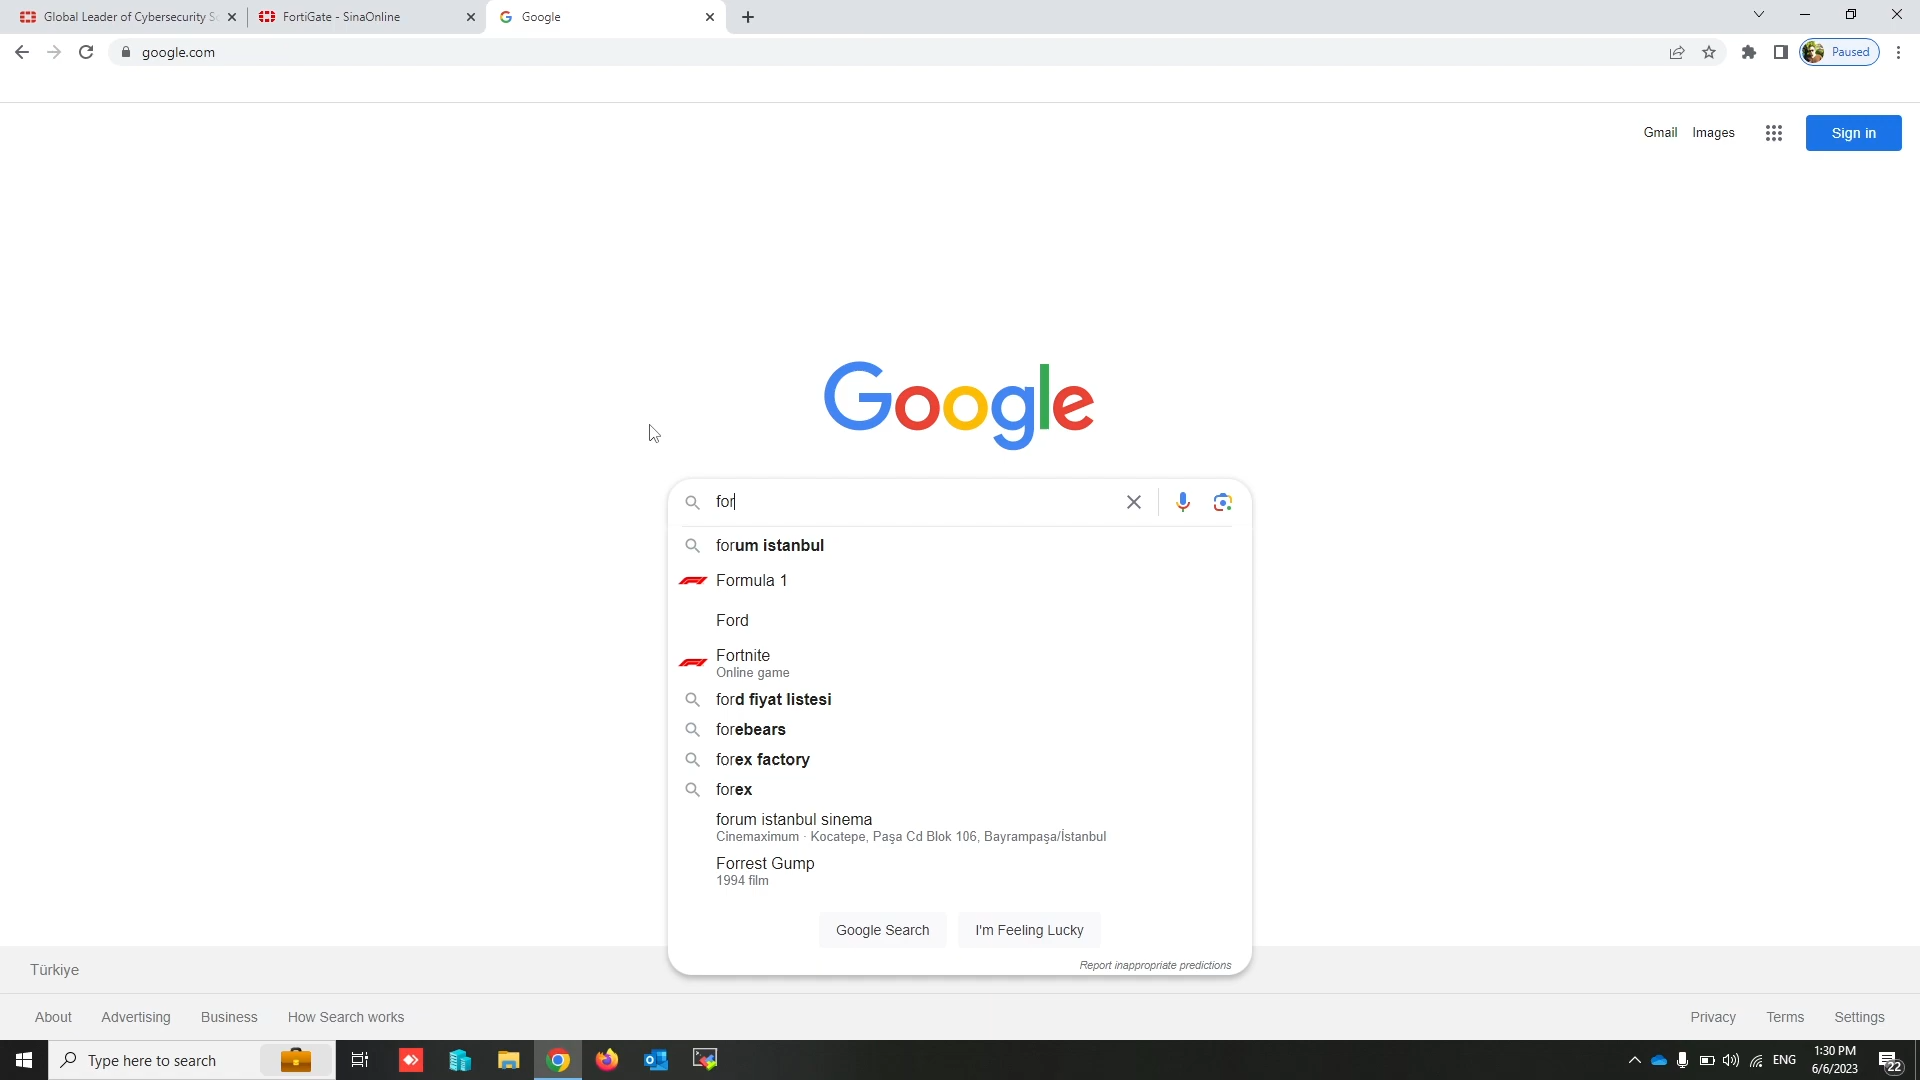 Global Leader of Cybersecurity So
FortiGate - SinaOnline
Google
google.com
Paused
Gmail
Images
Sign in
Google
for
forum istanbul
Formula 1
Ford
Fortnite
Online game
ford fiyat listesi
forebears
forex factory
forex
forum istanbul sinema
Cinemaximum · Kocatepe, Paşa Cd Blok 106, Bayrampaşa/İstanbul
Forrest Gump
1994 film
Google Search
I'm Feeling Lucky
Report inappropriate predictions
Türkiye
About
Advertising
Business
How Search works
Privacy
Terms
Settings
Type here to search
ENG
1:30 PM
6/6/2023
22